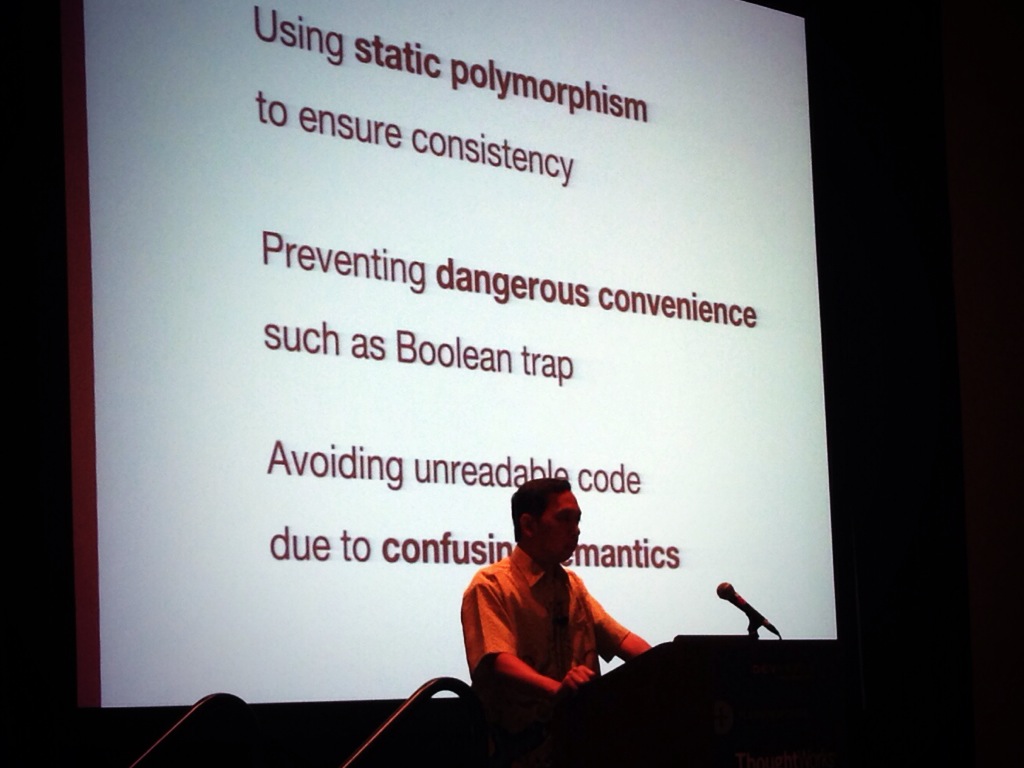 Using static polymorphism
to ensure consistency
Preventing dangerous convenience
such as Boolean trap
Avoiding unreadable code
due to confusin emantics
ThoughtWorks